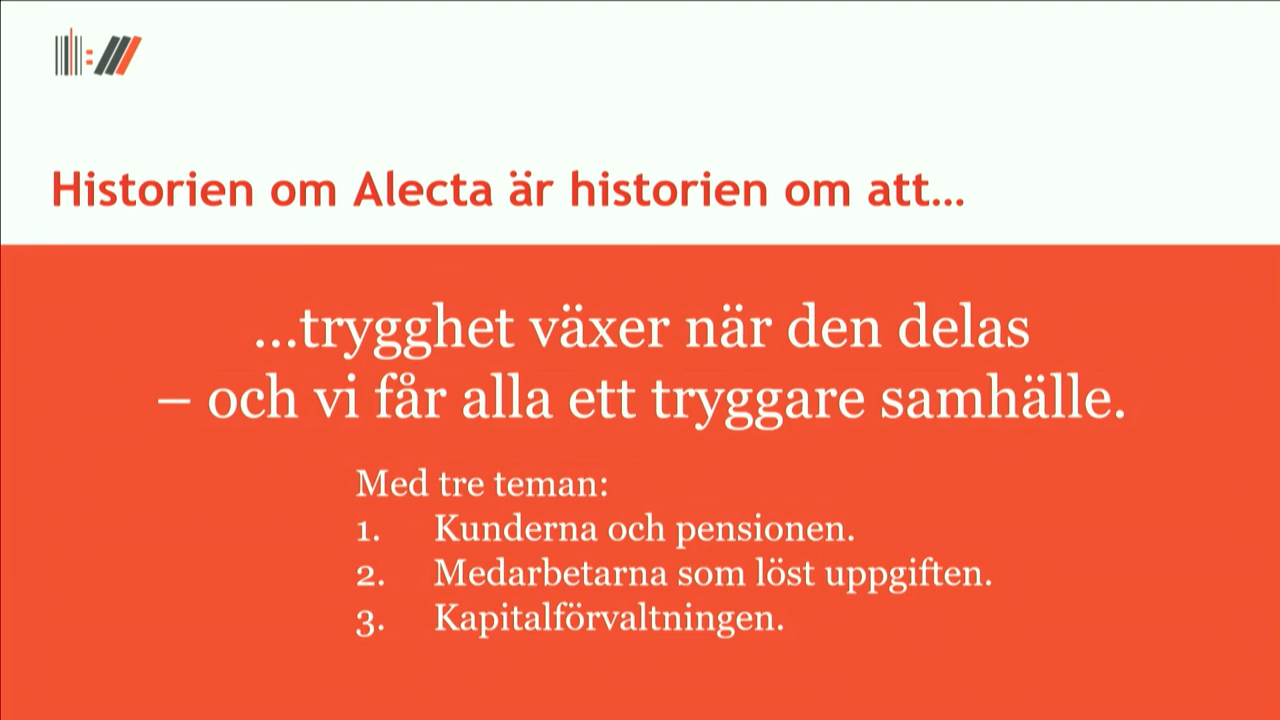 Historien om Alecta är historien om att...
...trygghet växer när den delas
– och vi får alla ett tryggare samhälle.
Med tre teman:
1. Kunderna och pensionen.
2. Medarbetarna som löst uppgiften.
3. Kapitalförvaltningen.